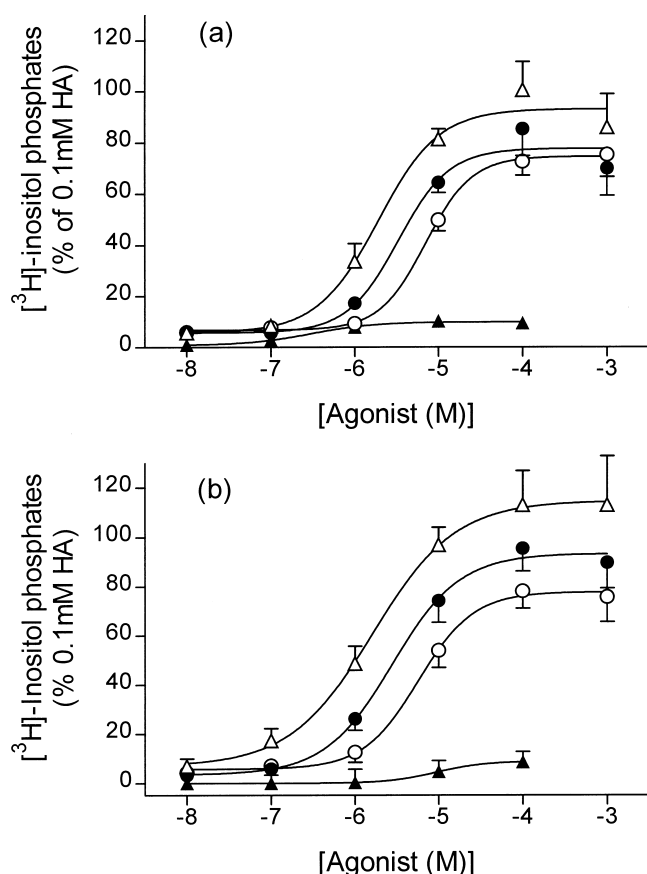 (a)
[³H]-inositol phosphates
(% of 0.1mM HA)
120
100
80
60
40
20
0
-8 -7 -6 -5 -4 -3
[Agonist (M)]
(b)
[³H]-Inositol phosphates
(% 0.1mM HA)
120
100
80
60
40
20
0
-8 -7 -6 -5 -4 -3
[Agonist (M)]